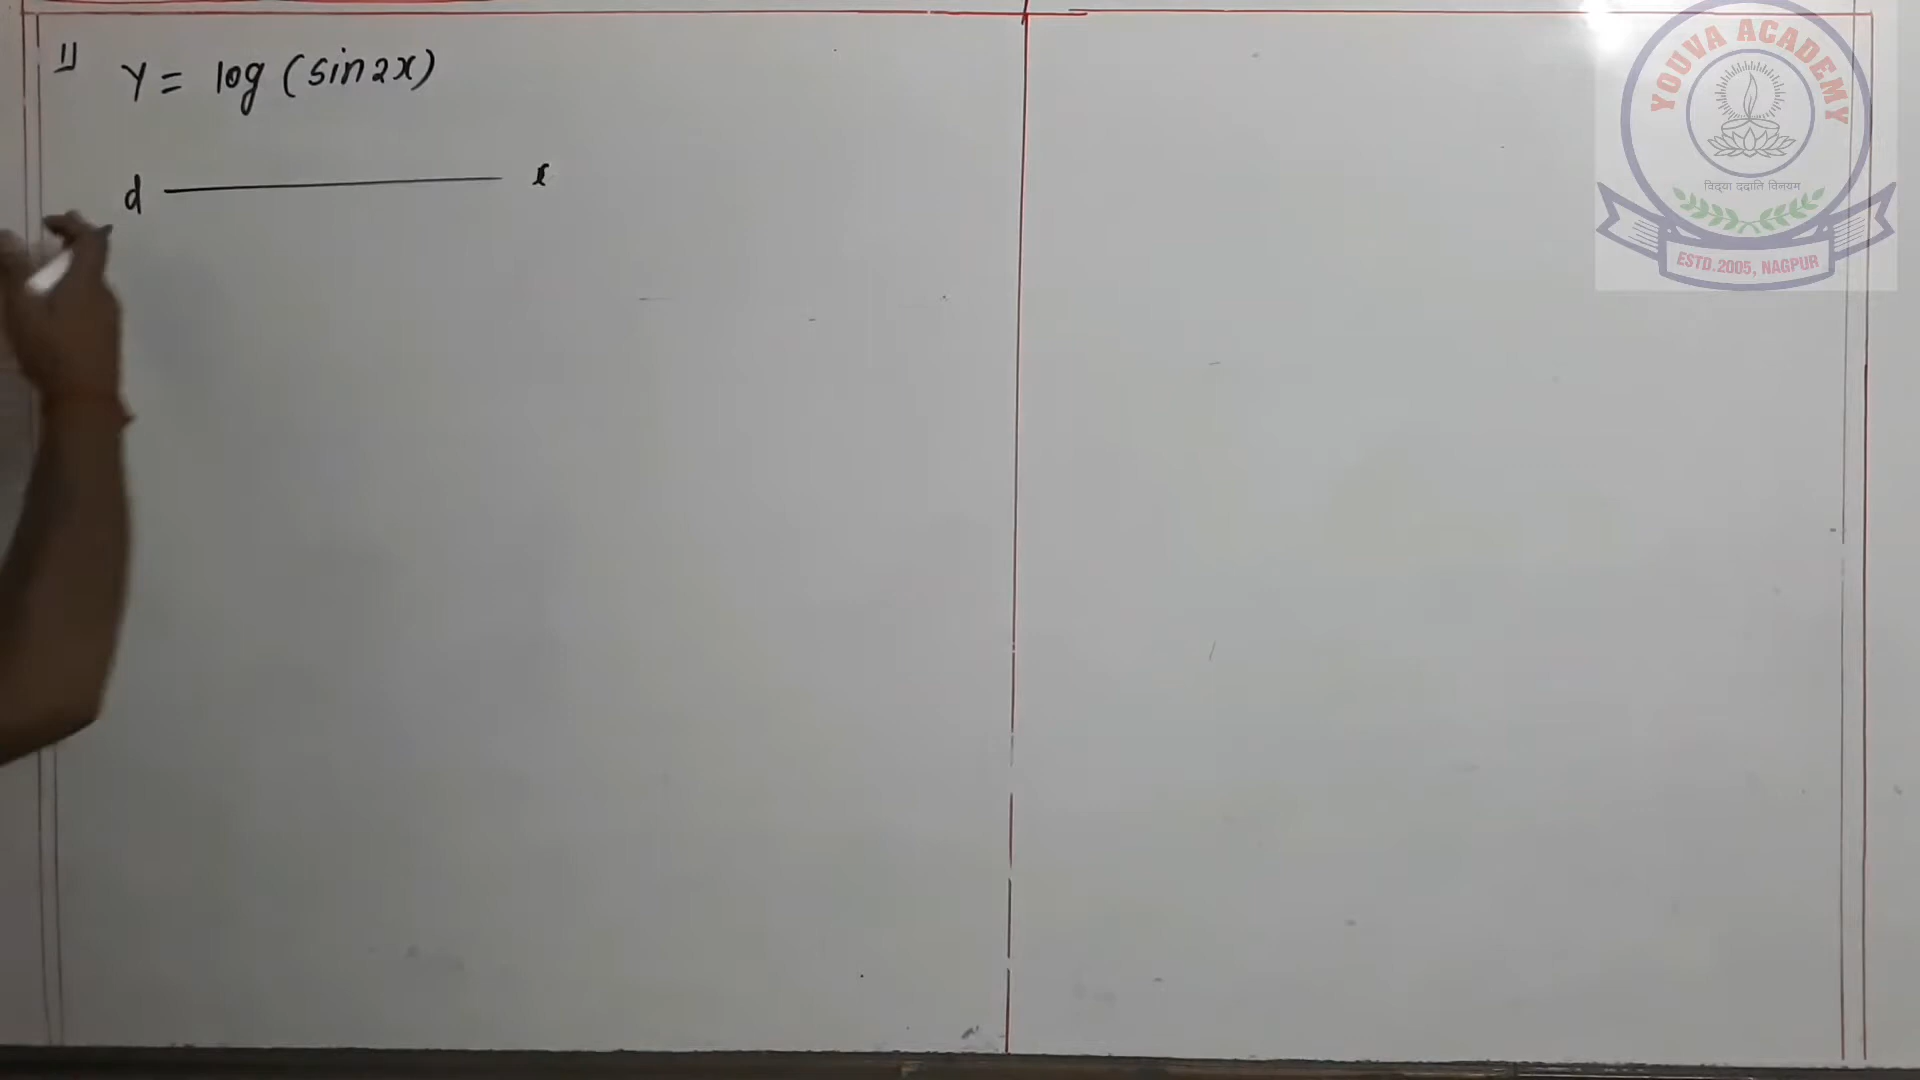 1) Y = log (sin2x)
d ———— x
YOUVA ACADEMY
विद्या ददाति विनयम
ESTD.2005, NAGPUR